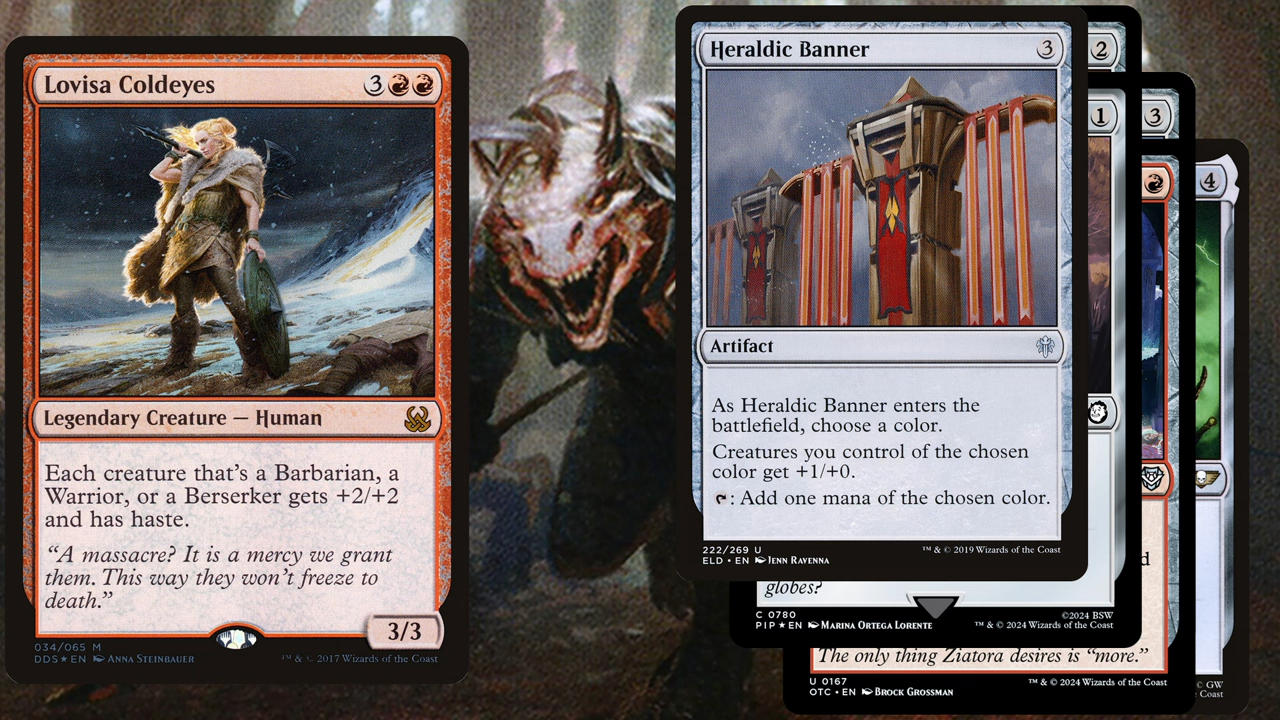 Lovisa Coldeyes 3
Legendary Creature — Human
Each creature that's a Barbarian, a
Warrior, or a Berserker gets +2/+2
and has haste.
"A massacre? It is a mercy we grant
them. This way they won't freeze to
death."
3/3
034/065 M
DDS ★ EN Anna Steinbauer
™ & © 2017 Wizards of the Coast
Heraldic Banner 3
Artifact
As Heraldic Banner enters the
battlefield, choose a color.
Creatures you control of the chosen
color get +1/+0.
: Add one mana of the chosen color.
222/269 U
ELD • EN Jenn Ravenna
™ & © 2019 Wizards of the Coast
2
1
globes?
C 0780
PIP ★ EN Marina Ortega Lorente
©2024 BSW
™ & © 2024 Wizards of the Coast
3
d
The only thing Ziatora desires is "more."
U 0167
OTC • EN Brock Grossman
™ & © 2024 Wizards of the Coast
4
© GW
Coast